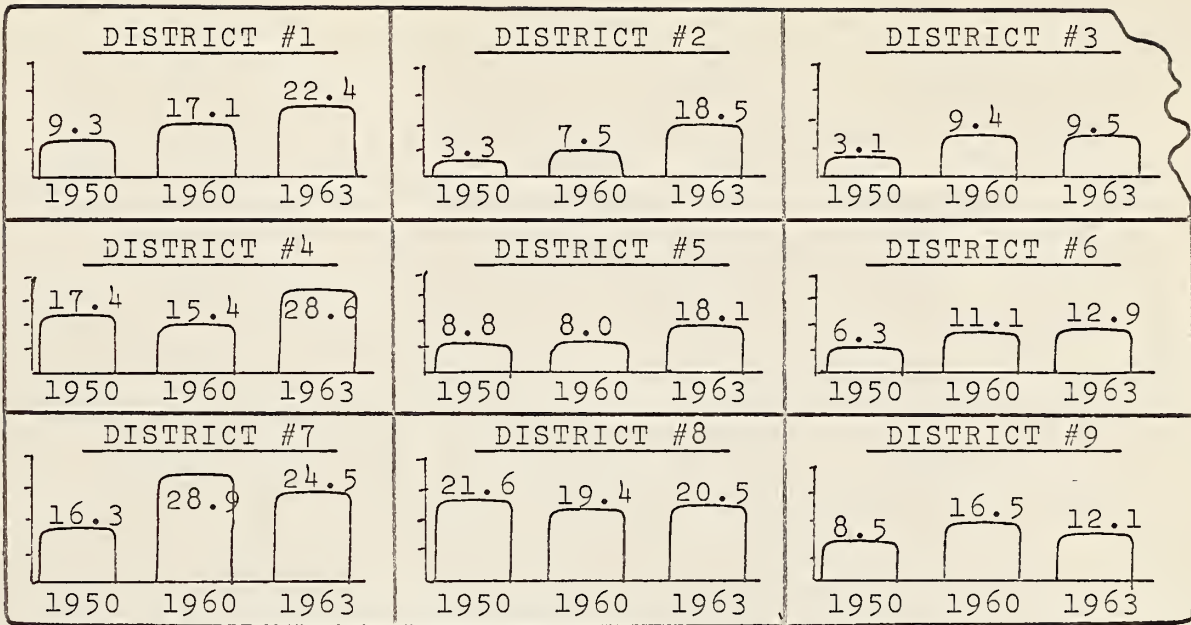 DISTRICT #1
9.3 17.1 22.4
1950 1960 1963
DISTRICT #2
3.3 7.5 18.5
1950 1960 1963
DISTRICT #3
3.1 9.4 9.5
1950 1960 1963
DISTRICT #4
17.4 15.4 28.6
1950 1960 1963
DISTRICT #5
8.8 8.0 18.1
1950 1960 1963
DISTRICT #6
6.3 11.1 12.9
1950 1960 1963
DISTRICT #7
16.3 28.9 24.5
1950 1960 1963
DISTRICT #8
21.6 19.4 20.5
1950 1960 1963
DISTRICT #9
8.5 16.5 12.1
1950 1960 1963